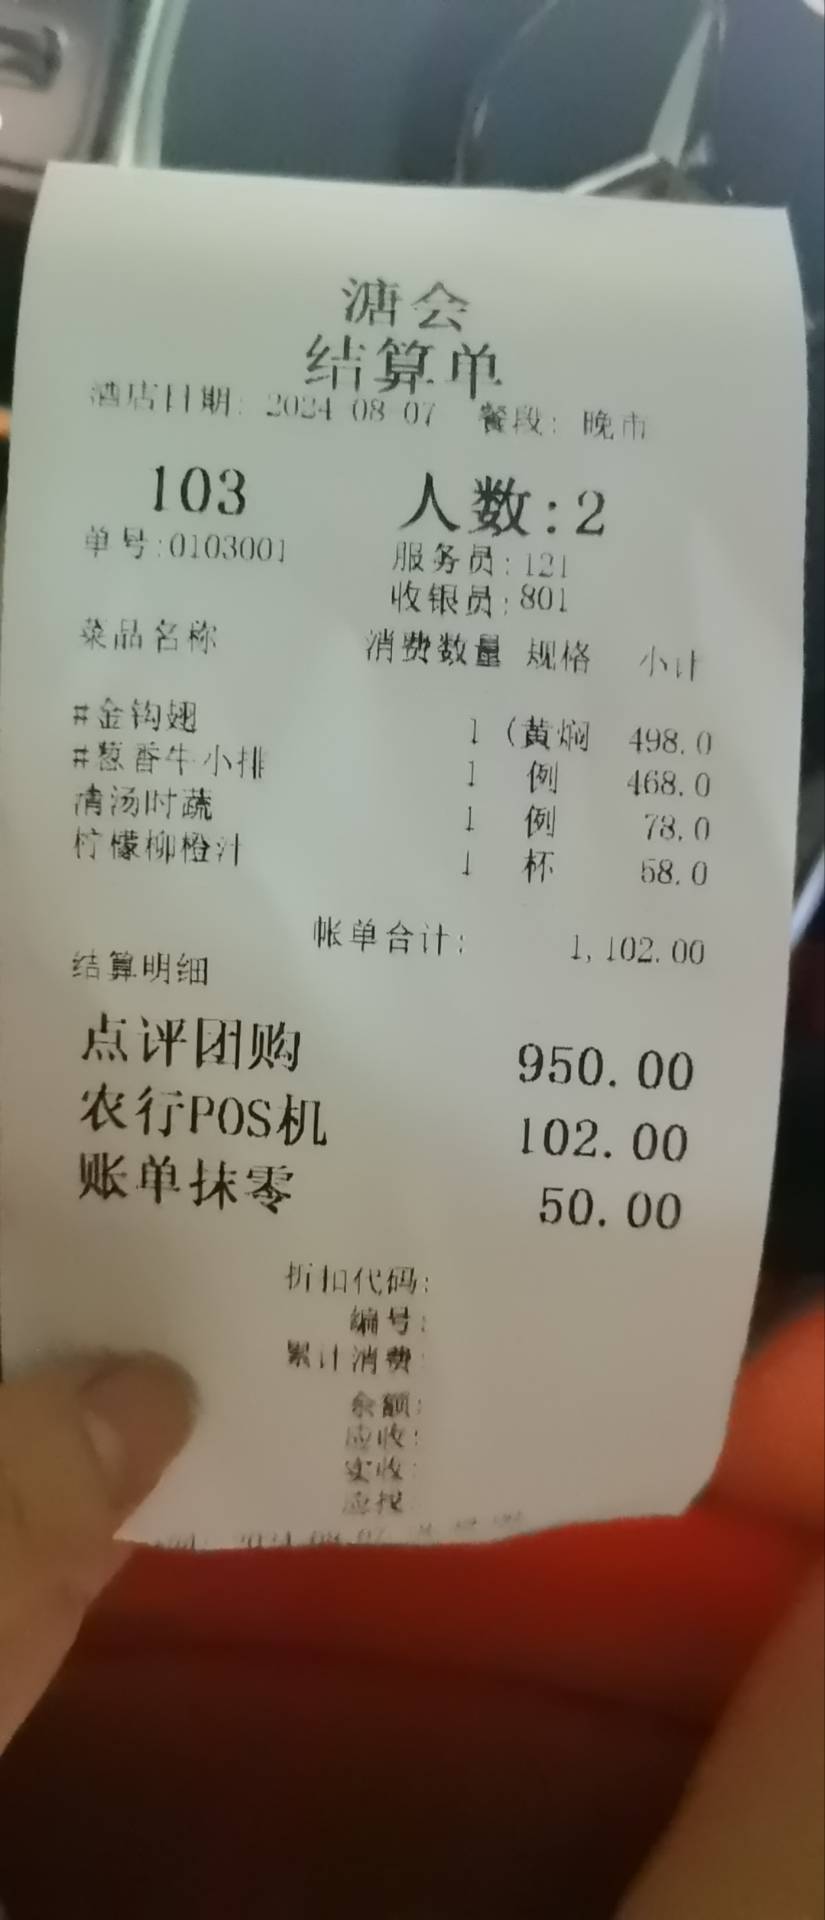 溏会
结算单
酒店日期: 2024-08-07 餐段: 晚市
103 人数:2
单号:0103001 服务员:121
收银员:801
菜品名称 消费数量 规格 小计
#金钩翅 1 (黄焖 498.0
#葱香牛小排 1 例 468.0
清汤时蔬 1 例 78.0
柠檬柳橙汁 1 杯 58.0
帐单合计: 1,102.00
结算明细
点评团购 950.00
农行POS机 102.00
账单抹零 50.00
折扣代码:
编号:
累计消费:
余额:
应收:
实收:
应找: